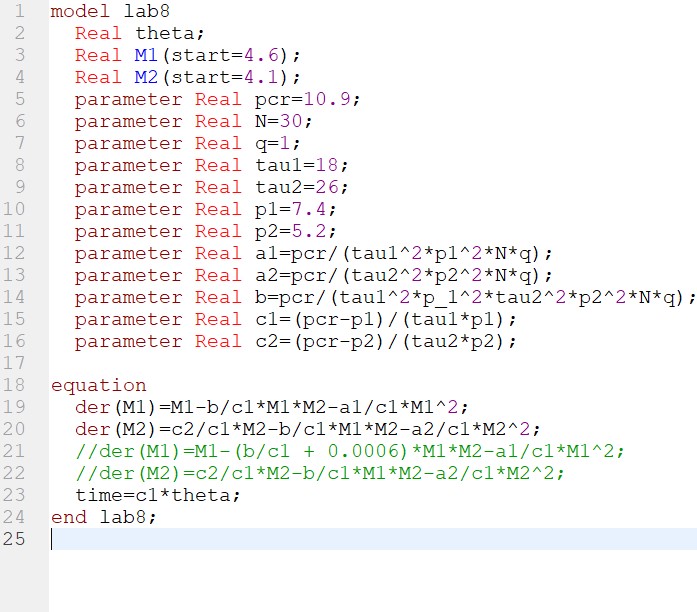 1 model lab8
2   Real theta;
3   Real M1(start=4.6);
4   Real M2(start=4.1);
5   parameter Real pcr=10.9;
6   parameter Real N=30;
7   parameter Real q=1;
8   parameter Real tau1=18;
9   parameter Real tau2=26;
10   parameter Real p1=7.4;
11   parameter Real p2=5.2;
12   parameter Real a1=pcr/(tau1^2*p1^2*N*q);
13   parameter Real a2=pcr/(tau2^2*p2^2*N*q);
14   parameter Real b=pcr/(tau1^2*p_1^2*tau2^2*p2^2*N*q);
15   parameter Real c1=(pcr-p1)/(tau1*p1);
16   parameter Real c2=(pcr-p2)/(tau2*p2);
17
18 equation
19   der(M1)=M1-b/c1*M1*M2-a1/c1*M1^2;
20   der(M2)=c2/c1*M2-b/c1*M1*M2-a2/c1*M2^2;
21   //der(M1)=M1-(b/c1 + 0.0006)*M1*M2-a1/c1*M1^2;
22   //der(M2)=c2/c1*M2-b/c1*M1*M2-a2/c1*M2^2;
23   time=c1*theta;
24 end lab8;
25